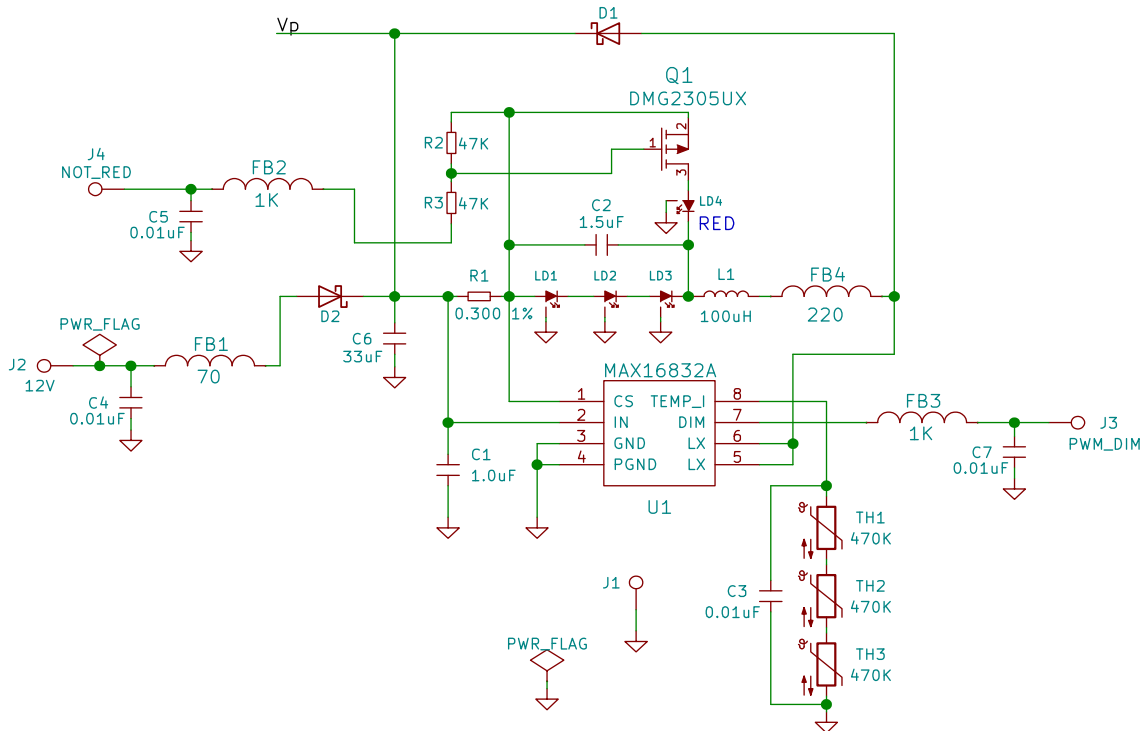 Vp
D1
Q1
DMG2305UX
2
1
3
R2 47K
R3 47K
J4
NOT_RED
FB2
1K
C5
0.01uF
LD4
RED
C2
1.5uF
R1
0.300 1%
LD1
LD2
LD3
L1
100uH
FB4
220
D2
PWR_FLAG
FB1
70
J2
12V
C4
0.01uF
C6
33uF
MAX16832A
1 CS TEMP_I 8
2 IN DIM 7
3 GND LX 6
4 PGND LX 5
U1
C1
1.0uF
FB3
1K
J3
PWM_DIM
C7
0.01uF
ϑ
TH1
470K
ϑ
TH2
470K
ϑ
TH3
470K
C3
0.01uF
J1
PWR_FLAG